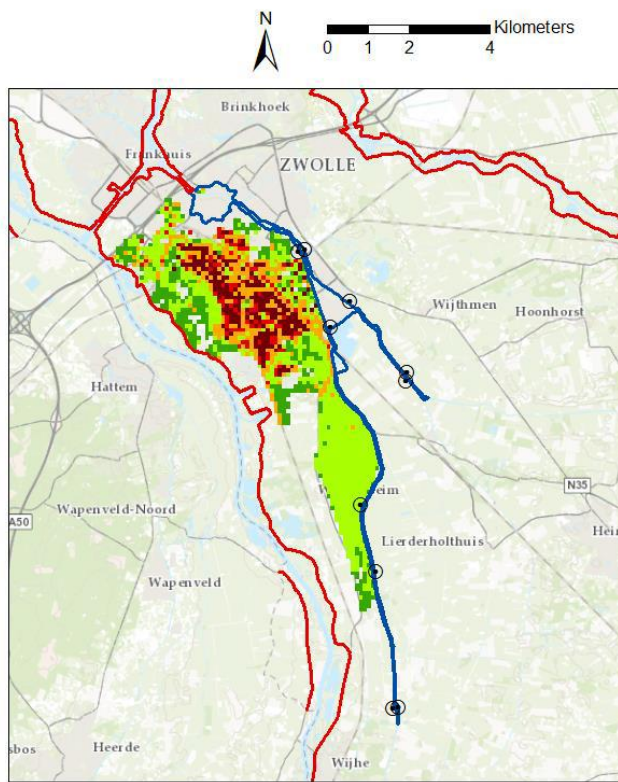 N
Kilometers
0 1 2 4
Brinkhoek
Frankhuis
ZWOLLE
Wijthmen
Hoonhorst
Hattem
N35
A50
Wapenveld-Noord
Lierderholthuis
Wapenveld
Heerde
Wijhe